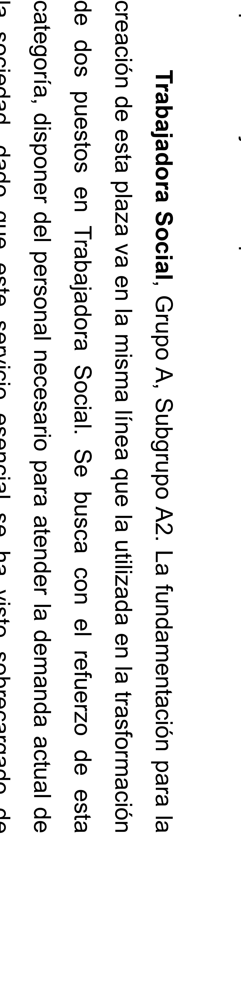 Trabajadora Social, Grupo A, Subgrupo A2. La fundamentación para la
creación de esta plaza va en la misma línea que la utilizada en la trasformación
de dos puestos en Trabajadora Social. Se busca con el refuerzo de esta
categoría, disponer del personal necesario para atender la demanda actual de
la sociedad dado que este servicio esencial se ha visto sobrecargado de